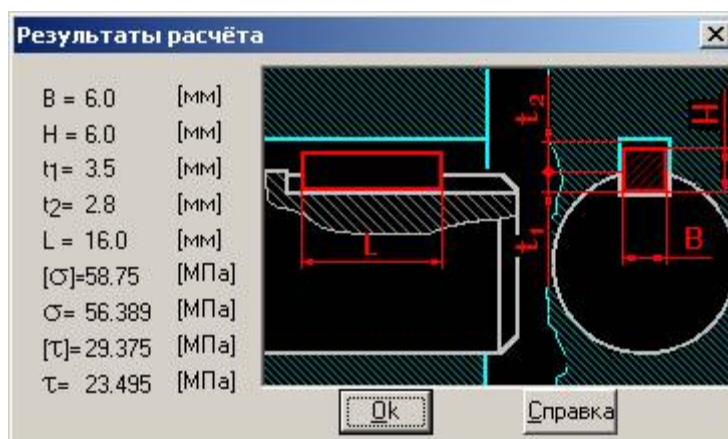 Результаты расчёта
B = 6.0 [мм]
H = 6.0 [мм]
t1= 3.5 [мм]
t2= 2.8 [мм]
L = 16.0 [мм]
[σ]=58.75 [МПа]
σ= 56.389 [МПа]
[τ]= 29.375 [МПа]
τ= 23.495 [МПа]
L
t2
t1
H
B
Ok
Справка